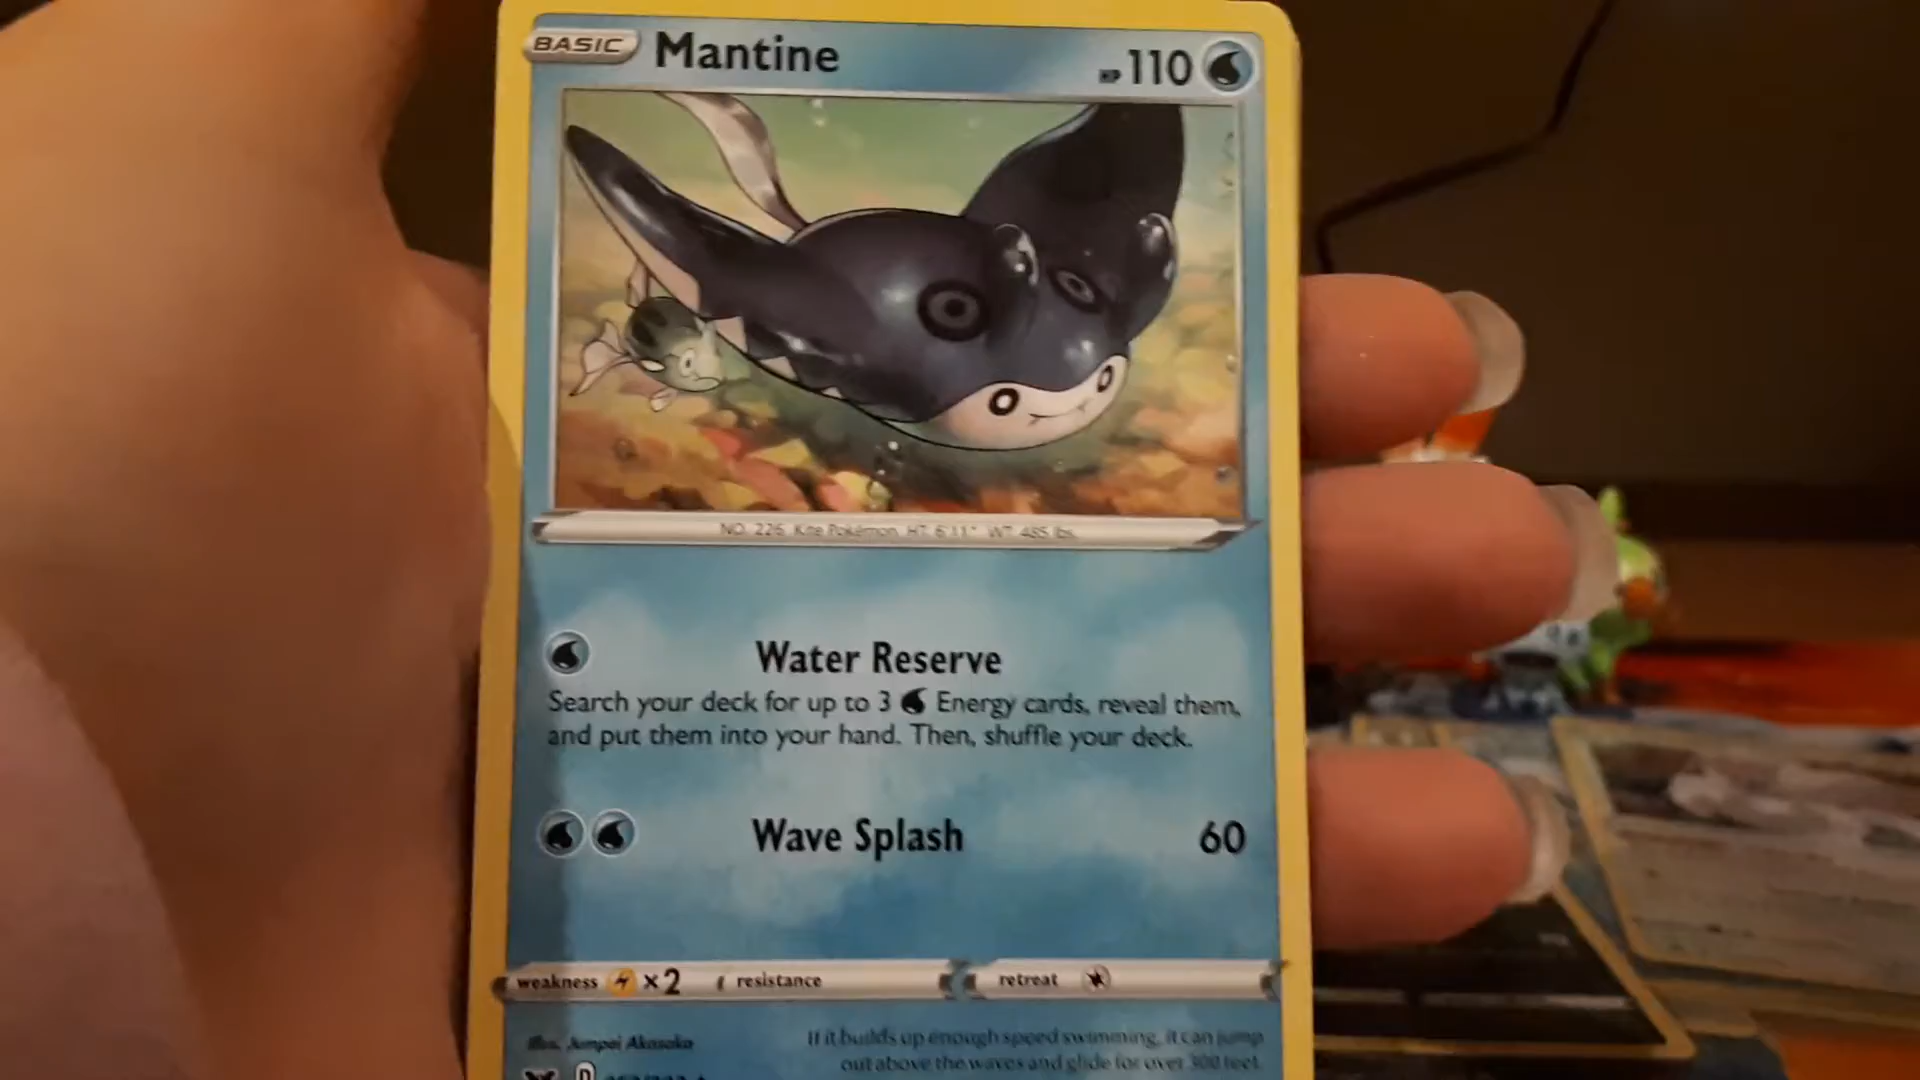 BASIC Mantine HP 110
NO. 226 Kite Pokémon HT: 6'11" WT: 485 lbs.
Water Reserve
Search your deck for up to 3 Energy cards, reveal them,
and put them into your hand. Then, shuffle your deck.
Wave Splash 60
weakness ×2 resistance retreat
Illus. Jumpei Akasaka
If it builds up enough speed swimming, it can jump
out above the waves and glide for over 300 feet.
D